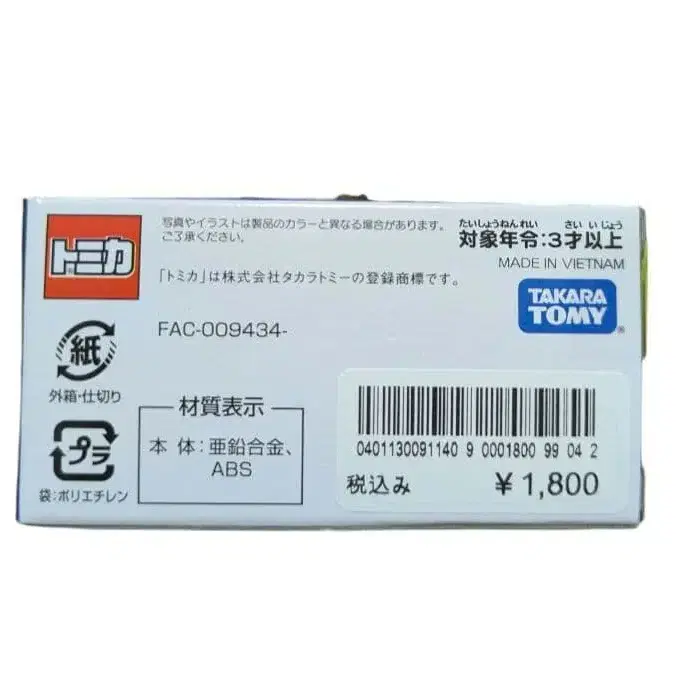 トミカ
写真やイラストは製品のカラーと異なる場合があります。
ご了承ください。
「トミカ」は株式会社タカラトミーの登録商標です。
たいしょうねんれい さい いじょう
対象年令:3才以上
MADE IN VIETNAM
TAKARA
TOMY
FAC-009434-
紙
外箱・仕切り
プラ
袋:ポリエチレン
材質表示
本 体:亜鉛合金、
ABS
0401130091140 9 0001800 99 04 2
税込み ¥1,800